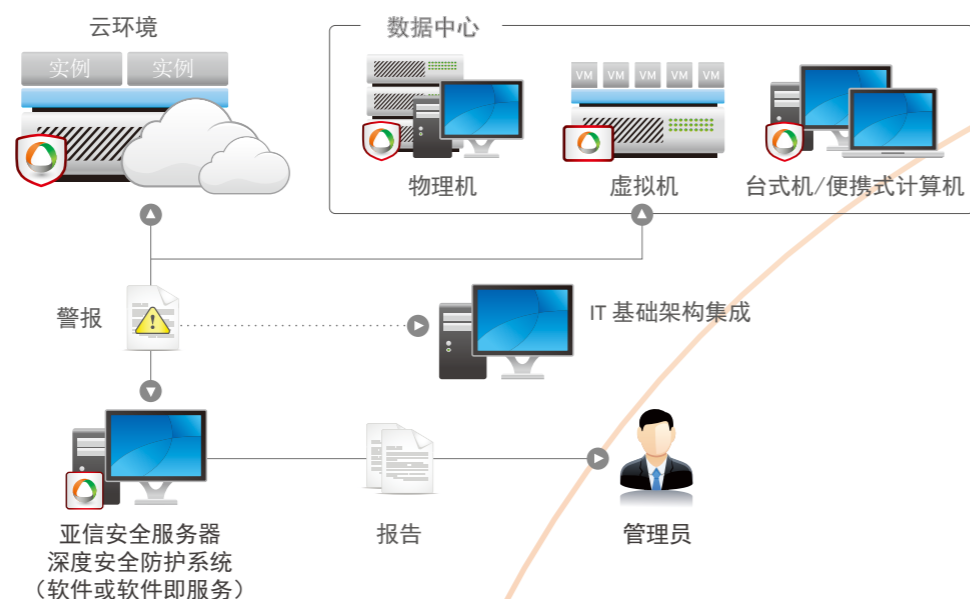 云环境
数据中心
实例 实例
VM VM VM VM VM
物理机
虚拟机
台式机/便携式计算机
警报
IT 基础架构集成
亚信安全服务器
深度安全防护系统
（软件或软件即服务）
报告
管理员